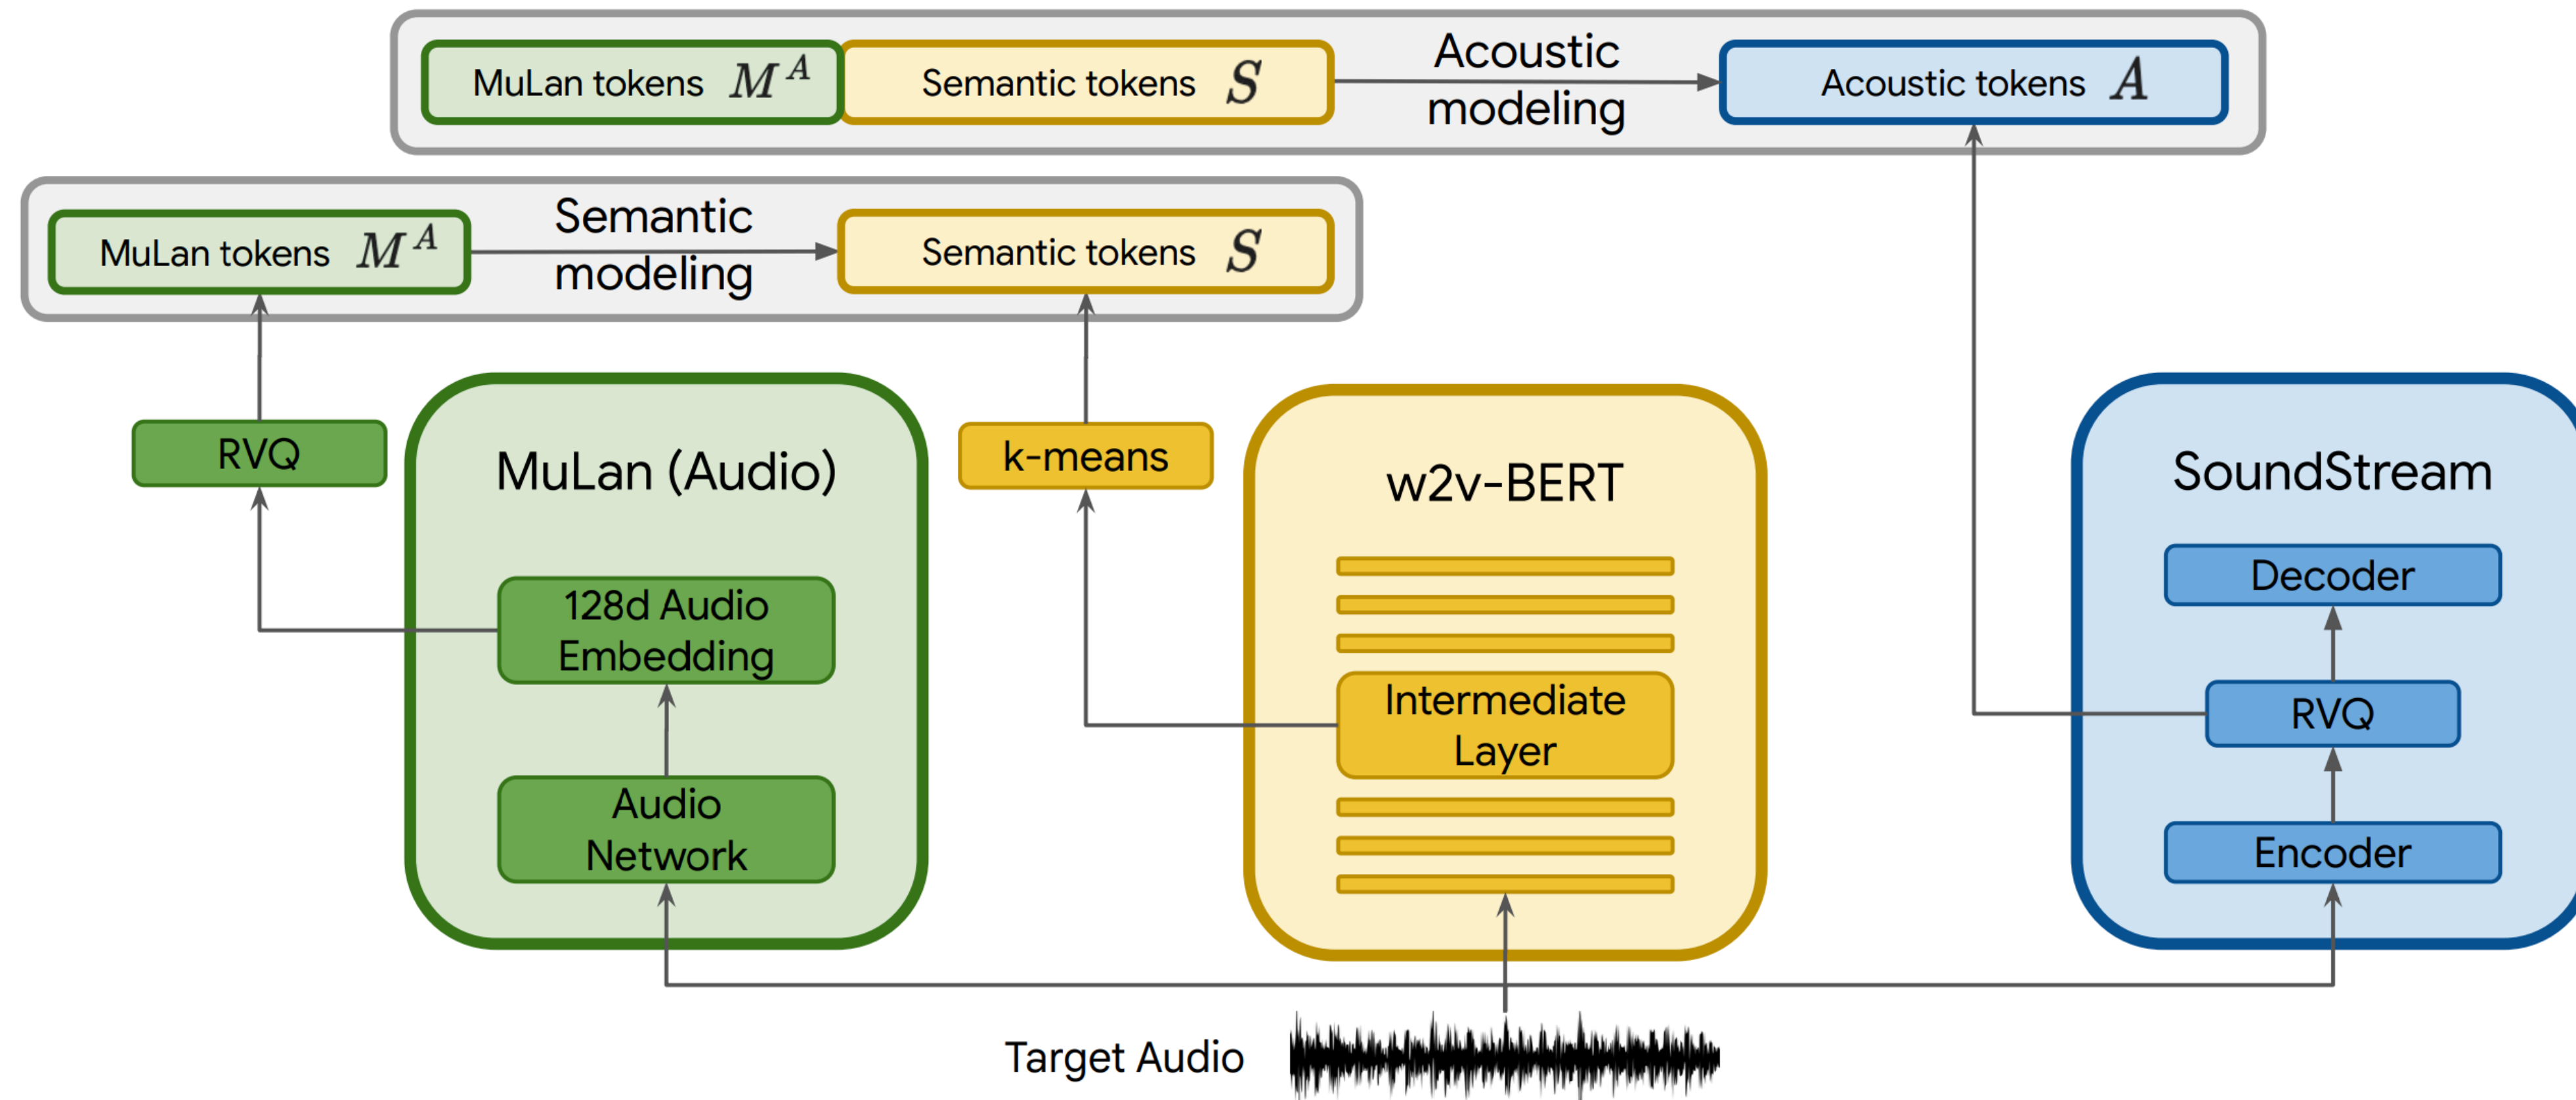 MuLan tokens M^A
Semantic tokens S
Acoustic
modeling
Acoustic tokens A
MuLan tokens M^A
Semantic
modeling
Semantic tokens S
RVQ
MuLan (Audio)
128d Audio
Embedding
Audio
Network
k-means
w2v-BERT
Intermediate
Layer
SoundStream
Decoder
RVQ
Encoder
Target Audio